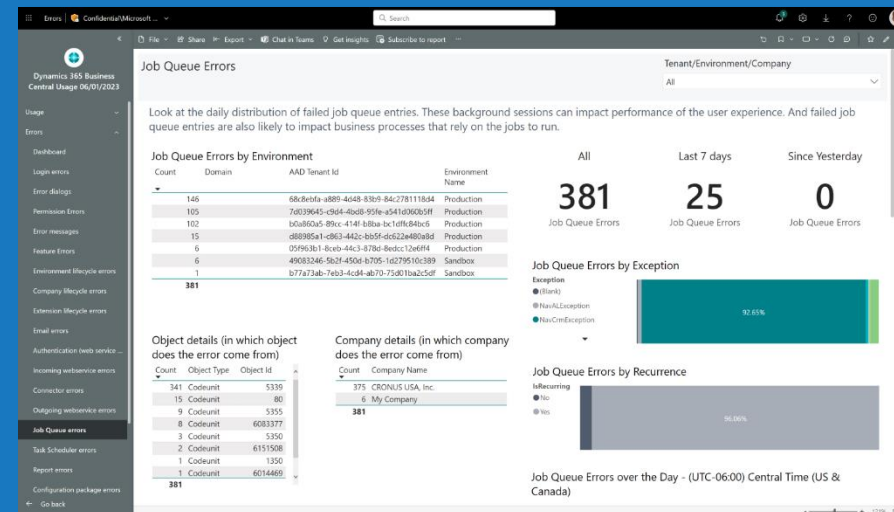 Errors
Confidential\Microsoft ...
Search
File
Share
Export
Chat in Teams
Get insights
Subscribe to report
...
Dynamics 365 Business
Central Usage 06/01/2023
Usage
Errors
Dashboard
Login errors
Error dialogs
Permission Errors
Error messages
Feature Errors
Environment lifecycle errors
Company lifecycle errors
Extension lifecycle errors
Email errors
Authentication (web service ...
Incoming webservice errors
Connector errors
Outgoing webservice errors
Job Queue errors
Task Scheduler errors
Report errors
Configuration package errors
Go back
Job Queue Errors
Tenant/Environment/Company
All
Look at the daily distribution of failed job queue entries. These background sessions can impact performance of the user experience. And failed job
queue entries are also likely to impact business processes that rely on the jobs to run.
Job Queue Errors by Environment
Count Domain AAD Tenant Id Environment
Name
146 68c8ebfa-a889-4d48-83b9-84c2781118d4 Production
105 7d039645-c9d4-4bd8-95fe-a541d060b5ff Production
102 b0a860a5-89cc-414f-b8ba-bc1dffc84bc6 Production
15 d88985a1-c863-442c-bb5f-dc622e480a8d Production
6 05f963b1-8ceb-44c3-878d-8edcc12e6ff4 Production
6 49083246-5b2f-450d-b705-1d279510c389 Sandbox
1 b77a73ab-7eb3-4cd4-ab70-75d01ba2c5df Sandbox
381
All
381
Job Queue Errors
Last 7 days
25
Job Queue Errors
Since Yesterday
0
Job Queue Errors
Job Queue Errors by Exception
Exception
(Blank)
NavALException
NavCrmException
92.65%
Object details (in which object
does the error come from)
Count Object Type Object Id
341 Codeunit 5339
15 Codeunit 80
9 Codeunit 5355
8 Codeunit 6083377
3 Codeunit 5350
2 Codeunit 6151508
1 Codeunit 1350
1 Codeunit 6014469
381
Company details (in which company
does the error come from)
Count Company Name
375 CRONUS USA, Inc.
6 My Company
381
Job Queue Errors by Recurrence
IsRecurring
No
Yes
96.06%
Job Queue Errors over the Day - (UTC-06:00) Central Time (US &
Canada)